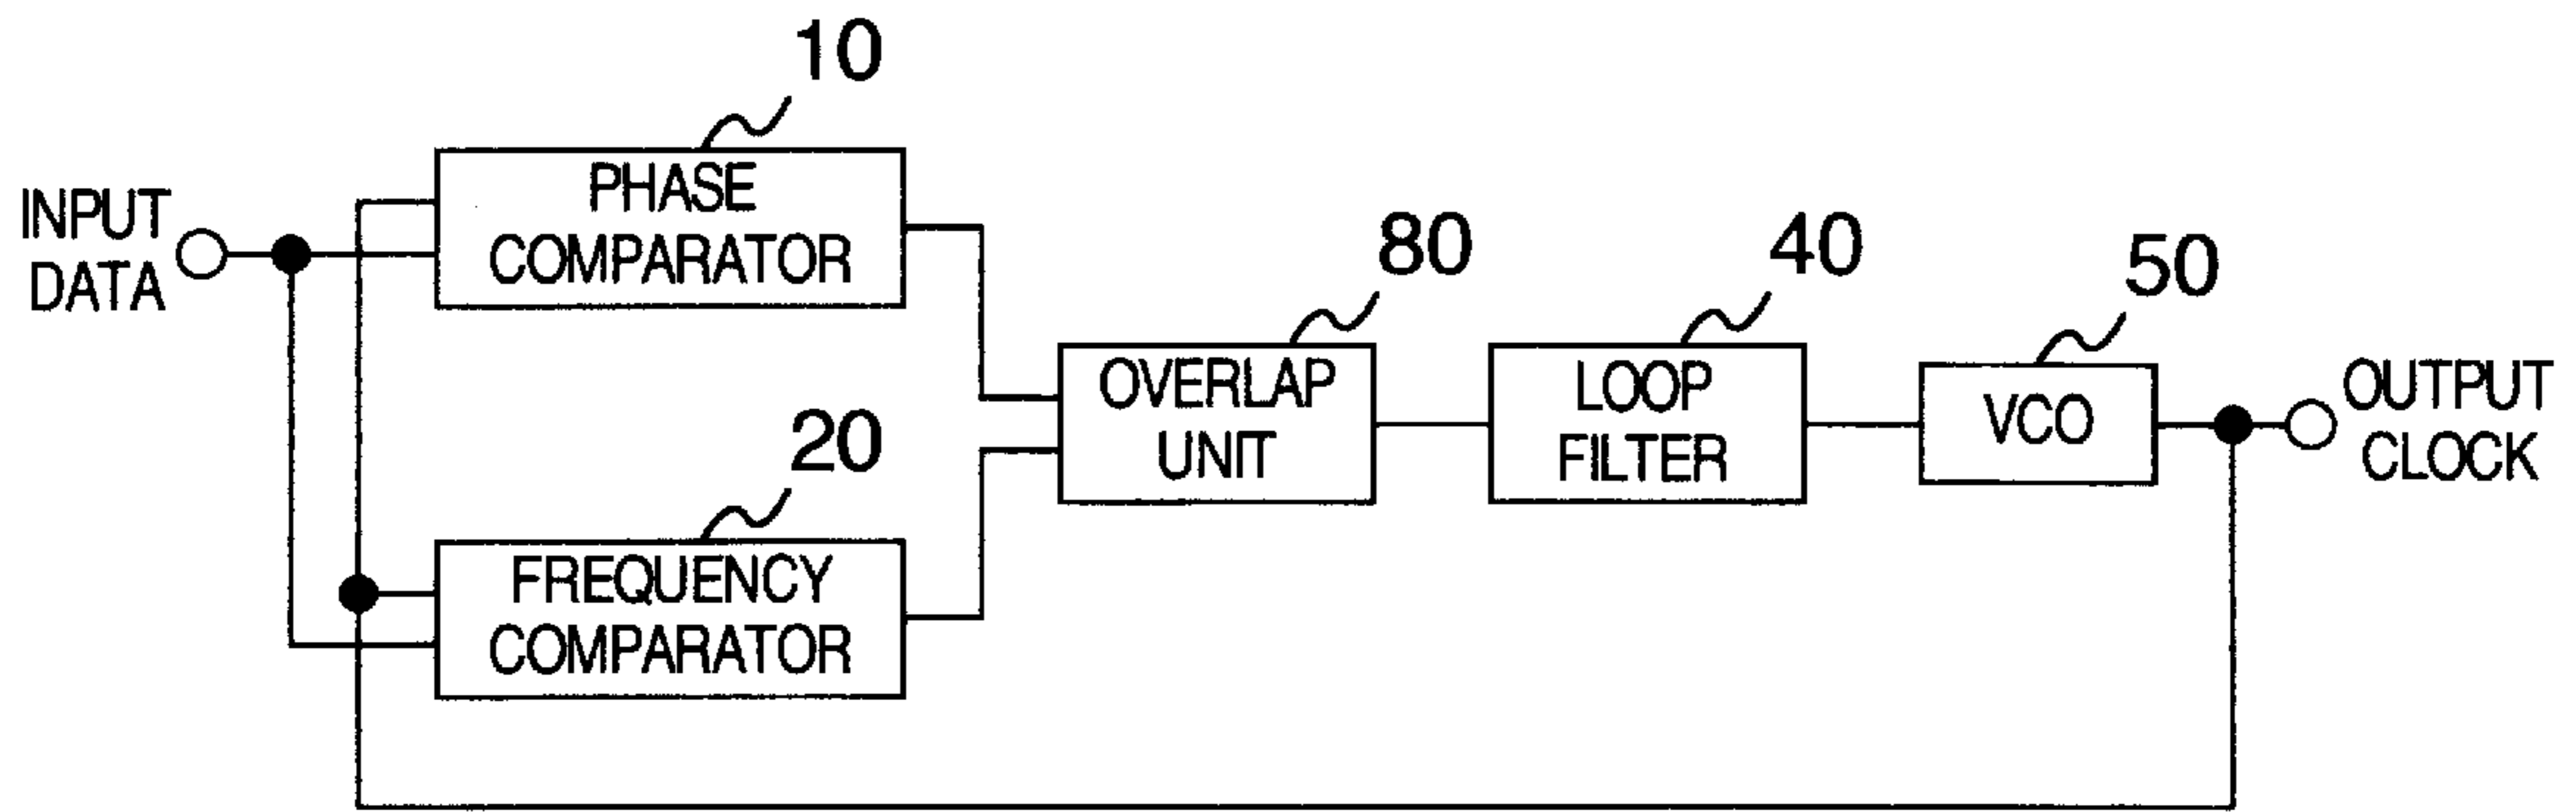 10
PHASE
COMPARATOR
INPUT
DATA
80
OVERLAP
UNIT
40
LOOP
FILTER
50
VCO
OUTPUT
CLOCK
20
FREQUENCY
COMPARATOR